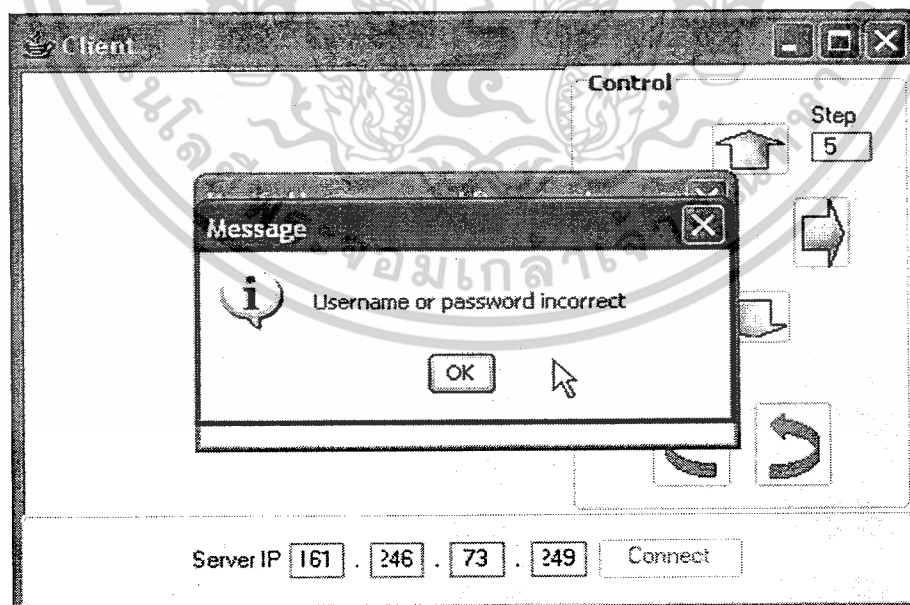 Client
Control
Step
5
Message
Username or password incorrect
OK
Server IP 161 . 246 . 73 . 249 Connect